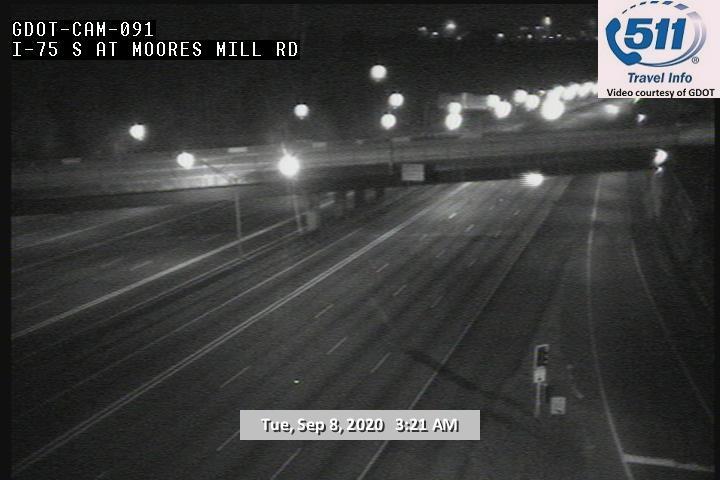 GDOT-CAM-091
I-75 S AT MOORES MILL RD
511
®
Travel Info
Video courtesy of GDOT
Tue, Sep 8, 2020 3:21 AM